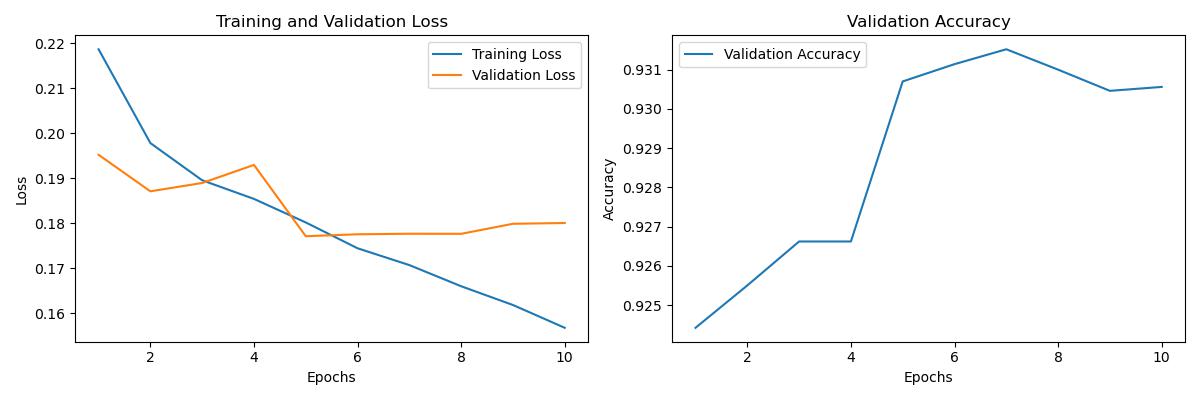 Training and Validation Loss
0.22
0.21
0.20
0.19
0.18
0.17
0.16
Loss
Training Loss
Validation Loss
2
4
6
8
10
Epochs
Validation Accuracy
0.931
0.930
0.929
0.928
0.927
0.926
0.925
Accuracy
Validation Accuracy
2
4
6
8
10
Epochs